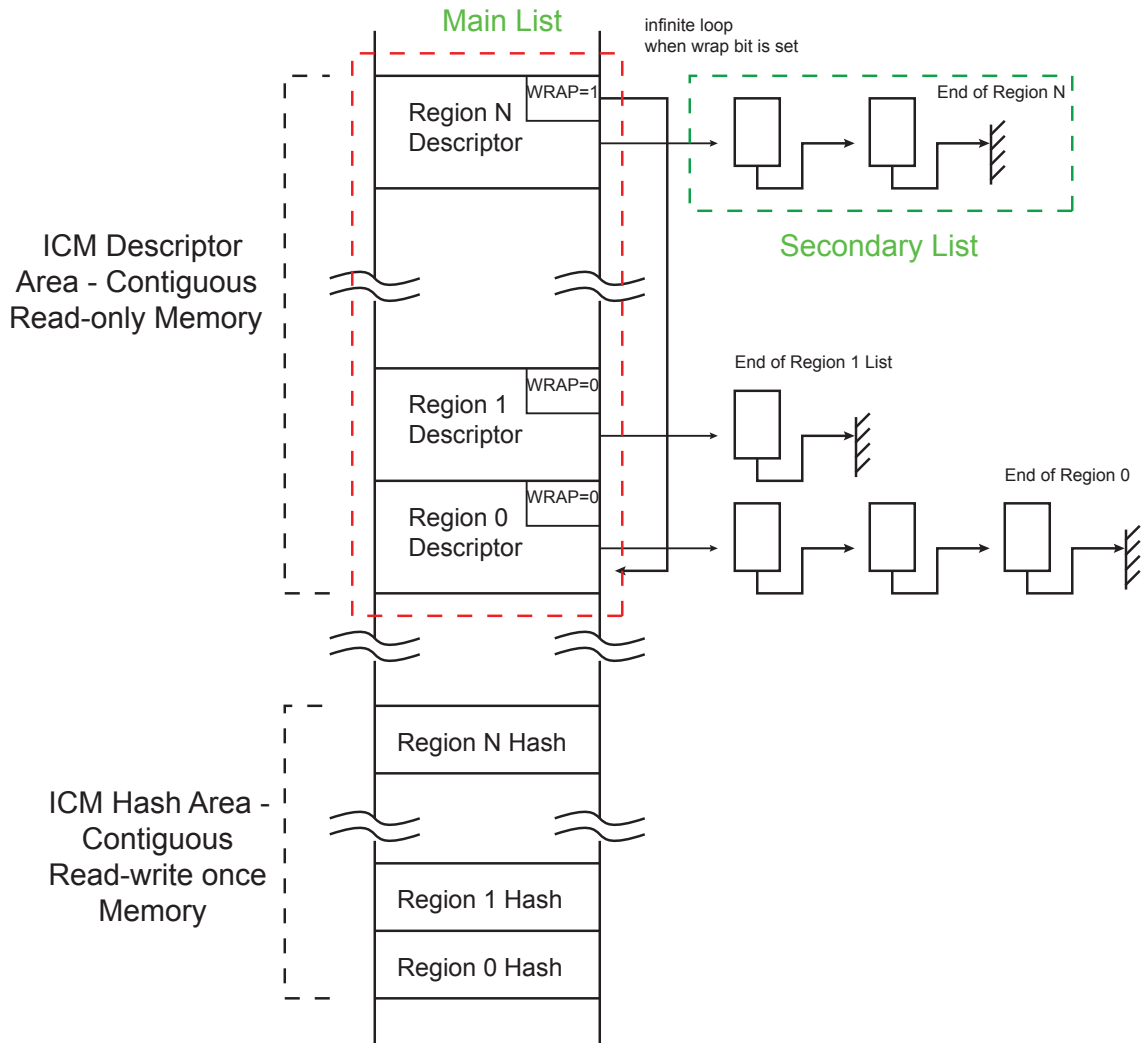 Main List
infinite loop
when wrap bit is set
WRAP=1
End of Region N
Region N
Descriptor
Secondary List
ICM Descriptor
Area - Contiguous
Read-only Memory
End of Region 1 List
WRAP=0
Region 1
Descriptor
End of Region 0
WRAP=0
Region 0
Descriptor
Region N Hash
ICM Hash Area -
Contiguous
Read-write once
Memory
Region 1 Hash
Region 0 Hash